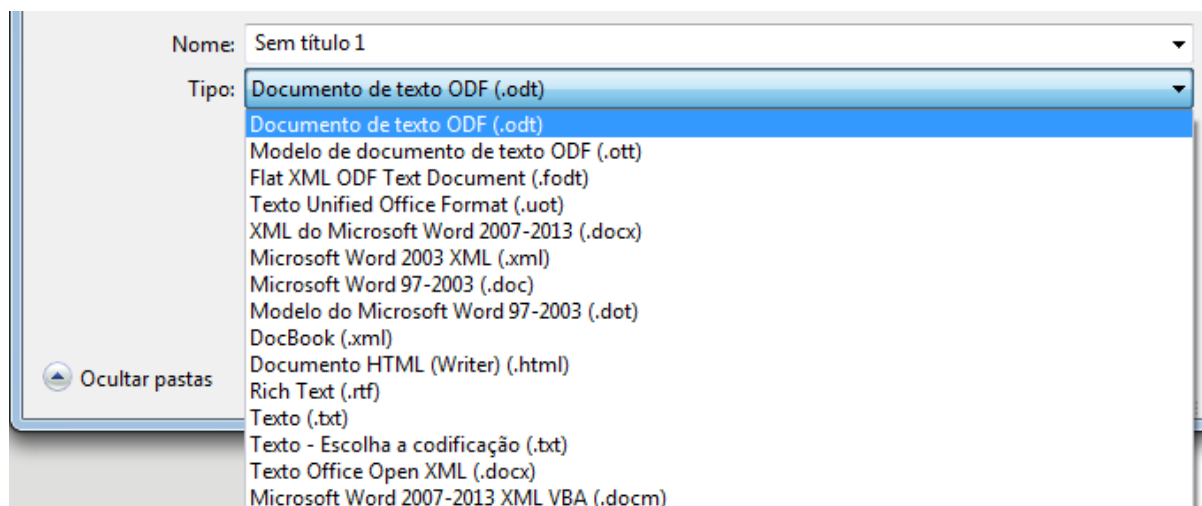 Nome: Sem título 1
Tipo: Documento de texto ODF (.odt)
Documento de texto ODF (.odt)
Modelo de documento de texto ODF (.ott)
Flat XML ODF Text Document (.fodt)
Texto Unified Office Format (.uot)
XML do Microsoft Word 2007-2013 (.docx)
Microsoft Word 2003 XML (.xml)
Microsoft Word 97-2003 (.doc)
Modelo do Microsoft Word 97-2003 (.dot)
DocBook (.xml)
Documento HTML (Writer) (.html)
Ocultar pastas
Rich Text (.rtf)
Texto (.txt)
Texto - Escolha a codificação (.txt)
Texto Office Open XML (.docx)
Microsoft Word 2007-2013 XML VBA (.docm)